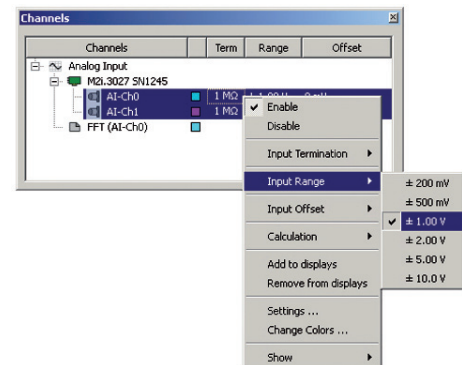 Channels
Channels Term Range Offset
Analog Input
M2i.3027 SN1245
AI-Ch0 1 MΩ
AI-Ch1 1 MΩ
FFT (AI-Ch0)
Enable
Disable
Input Termination
Input Range
Input Offset
Calculation
Add to displays
Remove from displays
Settings ...
Change Colors ...
Show
± 200 mV
± 500 mV
± 1.00 V
± 2.00 V
± 5.00 V
± 10.0 V